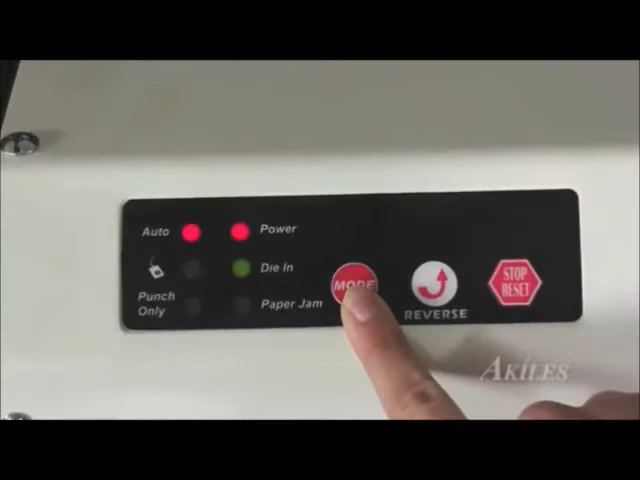 Auto
Power
Die In
Punch
Only
Paper Jam
MODE
REVERSE
STOP
RESET
AKILES